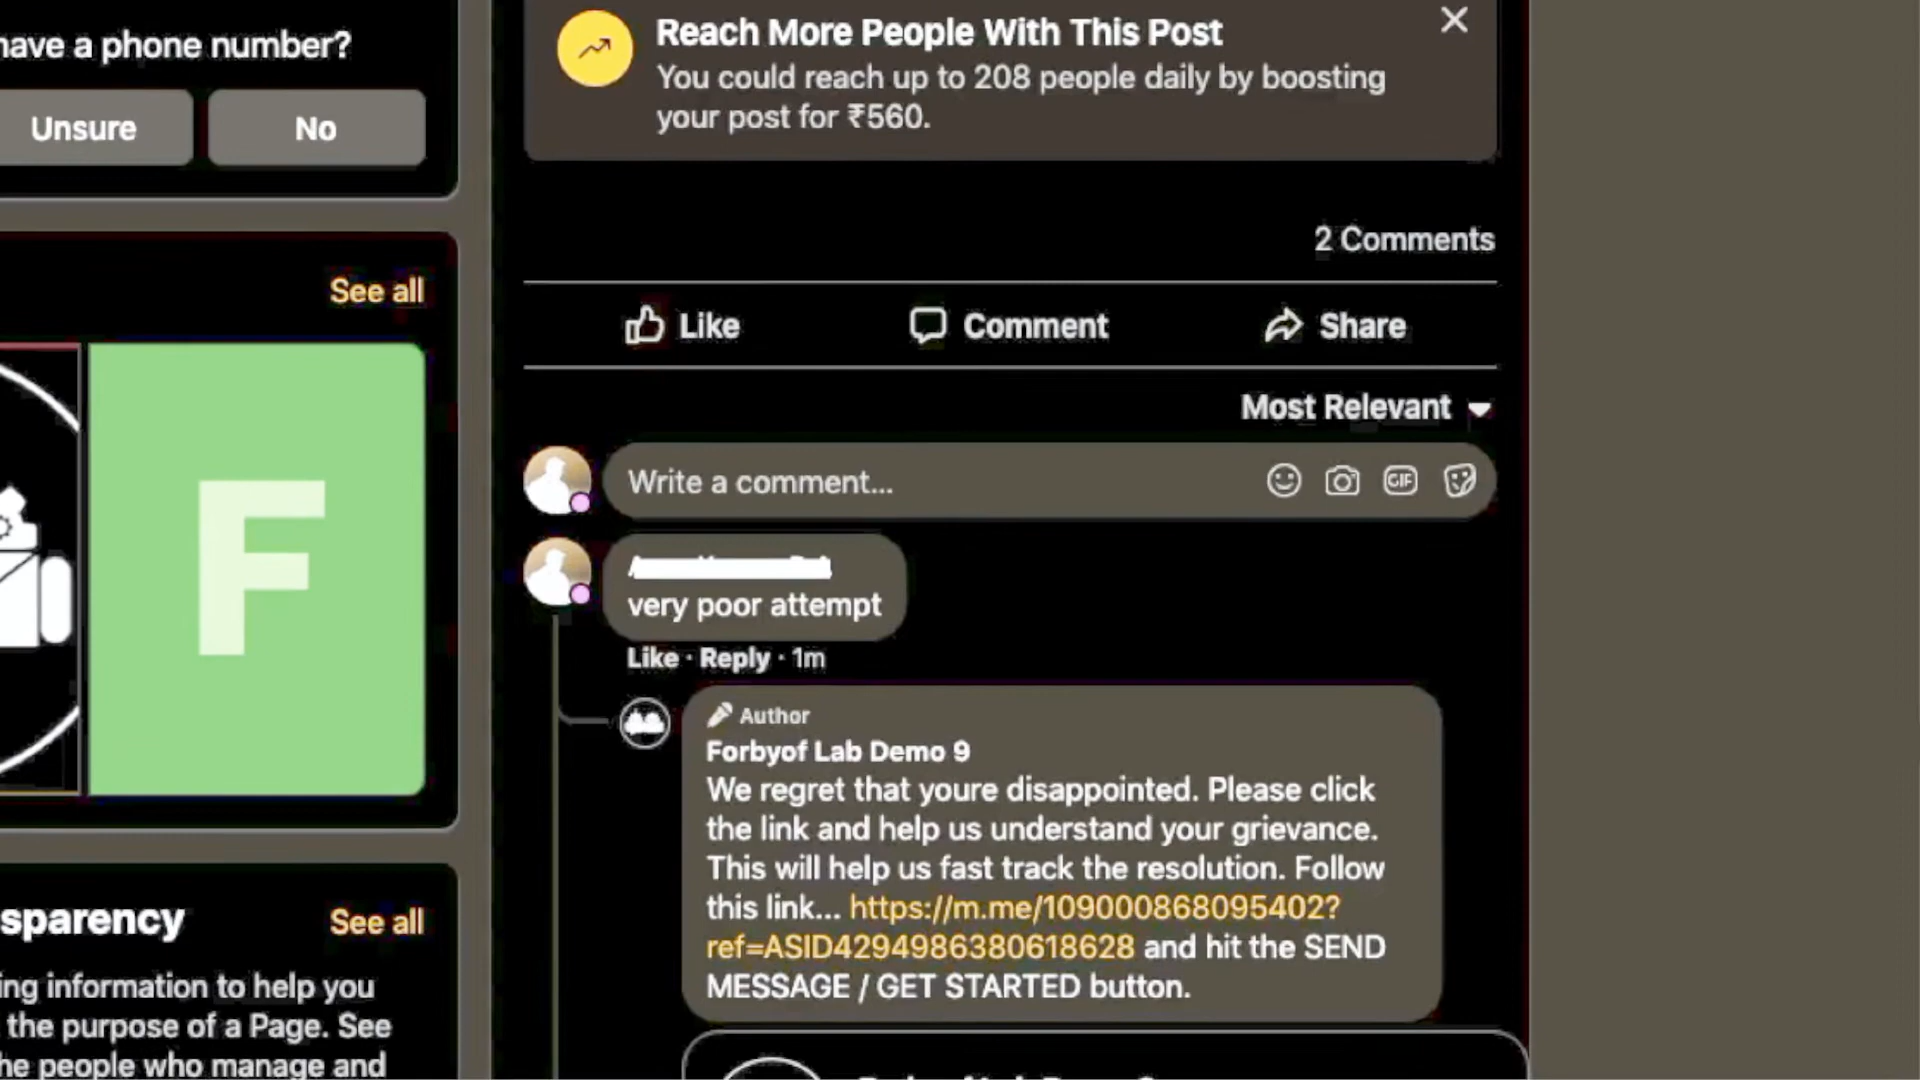 have a phone number?
Unsure
No
See all
F
sparency
See all
ing information to help you
the purpose of a Page. See
he people who manage and
Reach More People With This Post
You could reach up to 208 people daily by boosting
your post for ₹560.
2 Comments
Like
Comment
Share
Most Relevant
Write a comment...
GIF
very poor attempt
Like · Reply · 1m
Author
Forbyof Lab Demo 9
We regret that youre disappointed. Please click
the link and help us understand your grievance.
This will help us fast track the resolution. Follow
this link... https://m.me/109000868095402?
ref=ASID4294986380618628 and hit the SEND
MESSAGE / GET STARTED button.